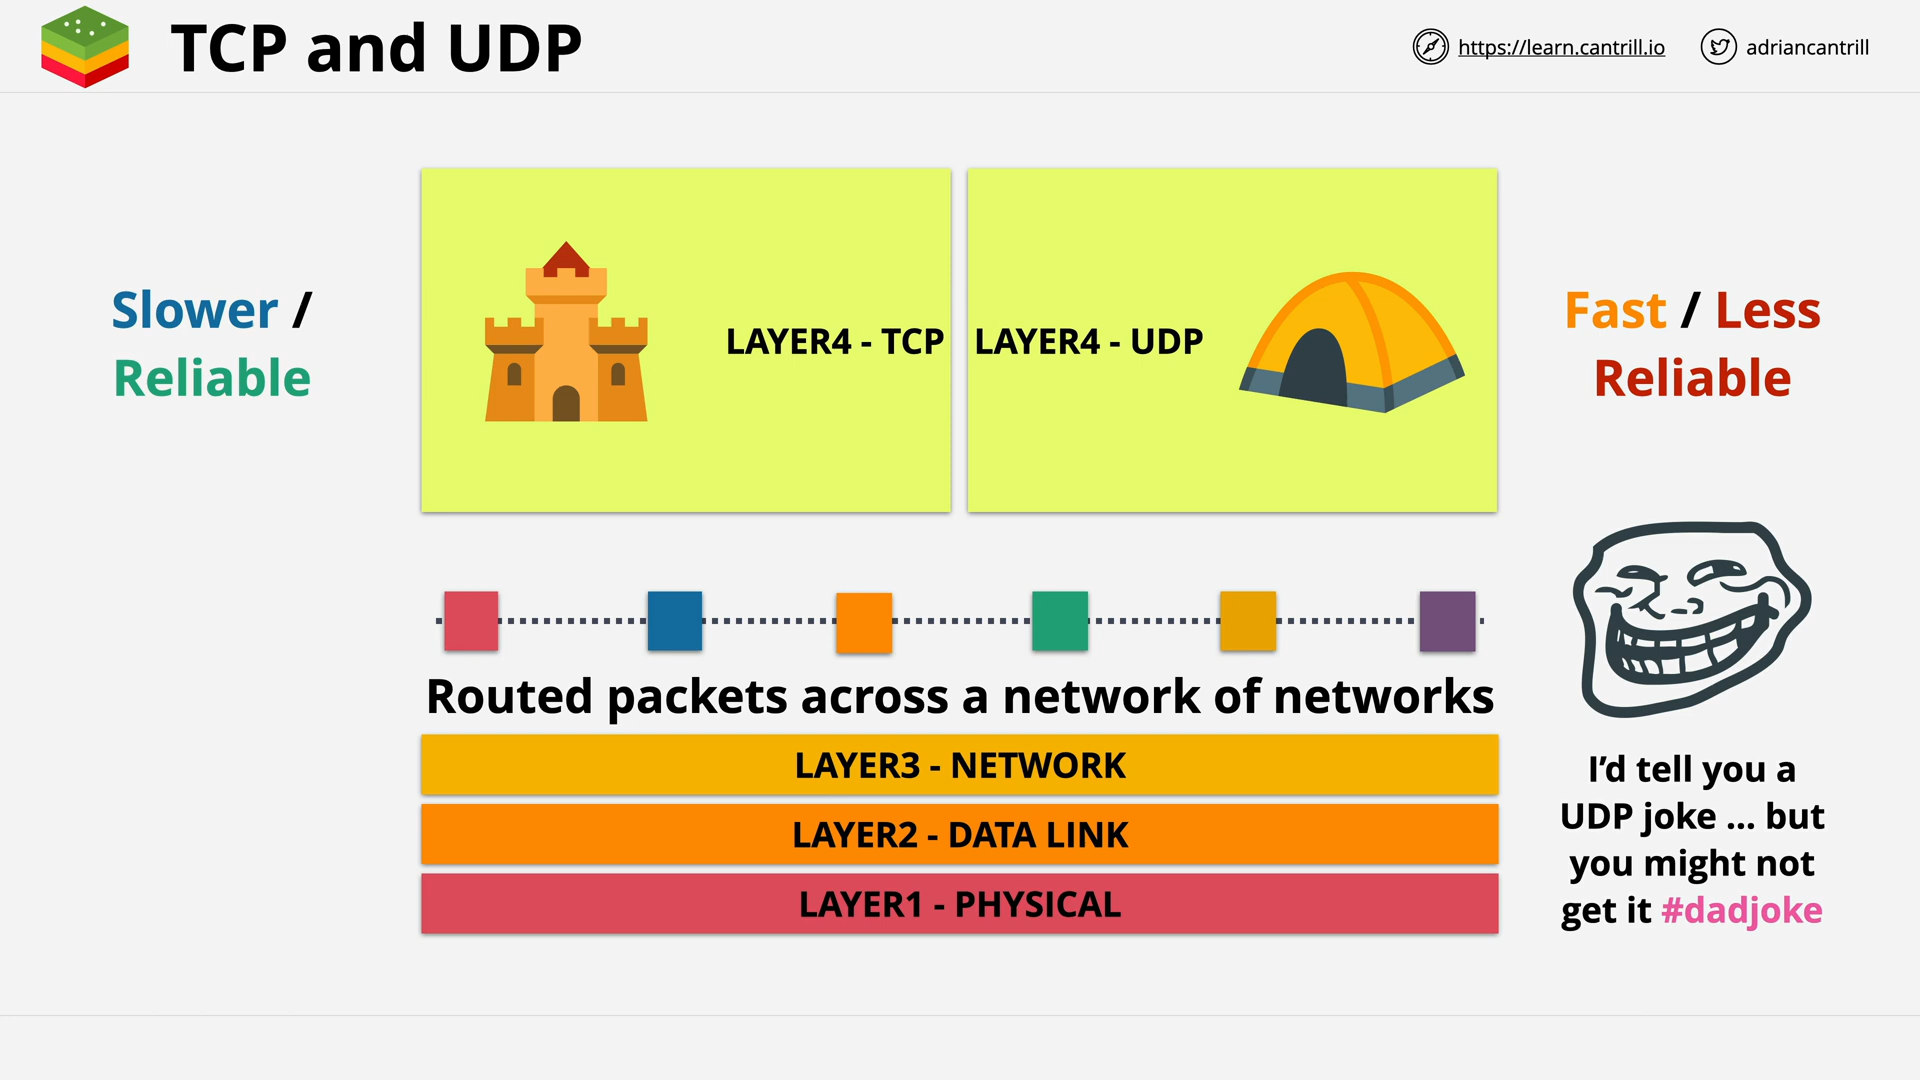 TCP and UDP
https://learn.cantrill.io
adriancantrill
Slower /
Reliable
LAYER4 - TCP
LAYER4 - UDP
Fast / Less
Reliable
Routed packets across a network of networks
LAYER3 - NETWORK
LAYER2 - DATA LINK
LAYER1 - PHYSICAL
I’d tell you a
UDP joke ... but
you might not
get it #dadjoke